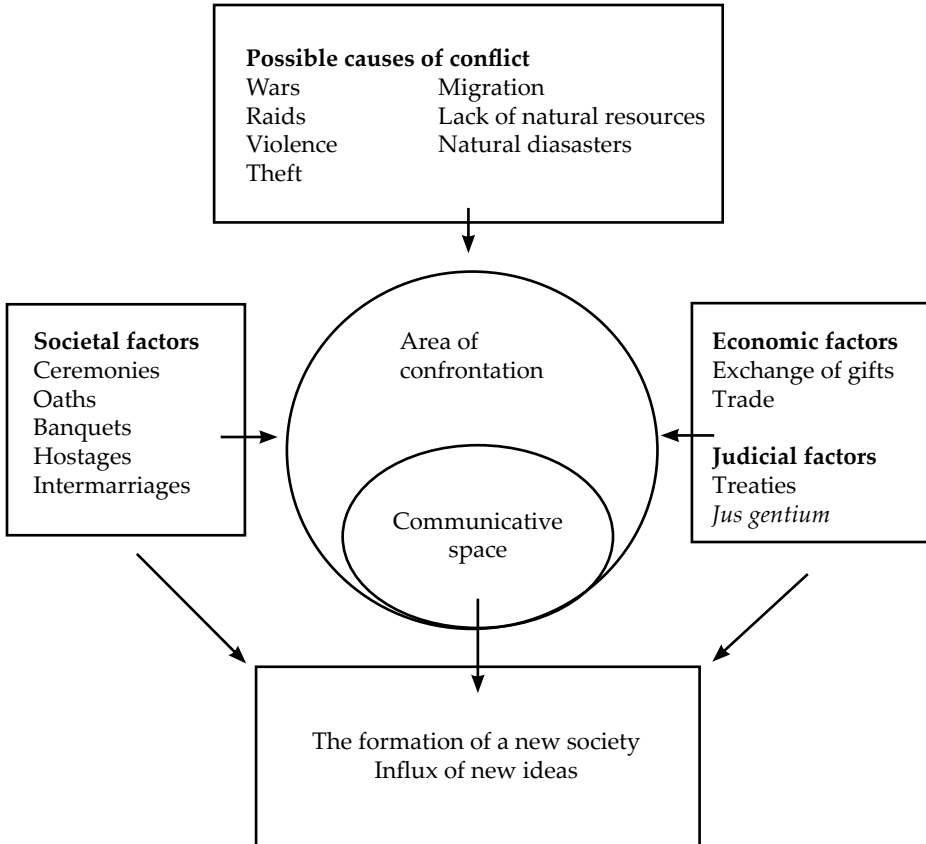 Possible causes of conflict
Wars
Raids
Violence
Theft
Migration
Lack of natural resources
Natural diasasters
Societal factors
Ceremonies
Oaths
Banquets
Hostages
Intermarriages
Area of
confrontation
Communicative
space
Economic factors
Exchange of gifts
Trade
Judicial factors
Treaties
Jus gentium
The formation of a new society
Influx of new ideas